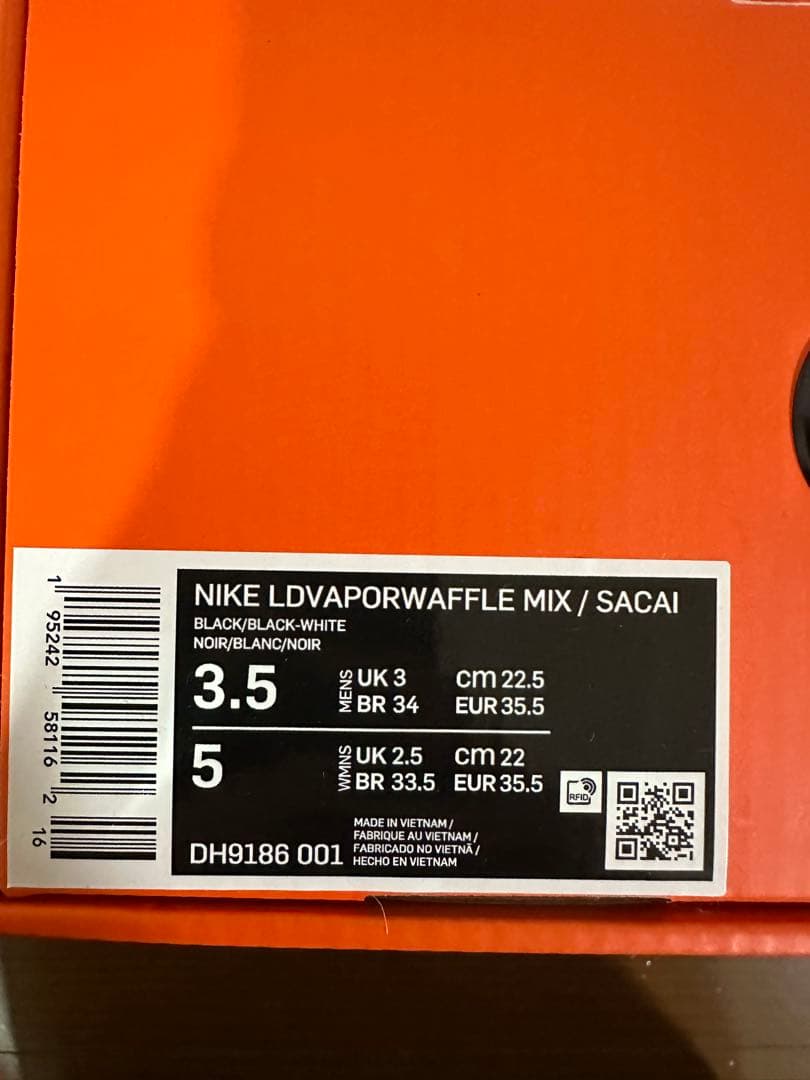 NIKE LDVAPORWAFFLE MIX / SACAI
BLACK/BLACK-WHITE
NOIR/BLANC/NOIR
3.5 MENS UK 3 cm 22.5
BR 34 EUR 35.5
5 WMNS UK 2.5 cm 22
BR 33.5 EUR 35.5
RFID
DH9186 001
MADE IN VIETNAM /
FABRIQUE AU VIETNAM /
FABRICADO NO VIETNÃ /
HECHO EN VIETNAM
1 95242 58116 2 16